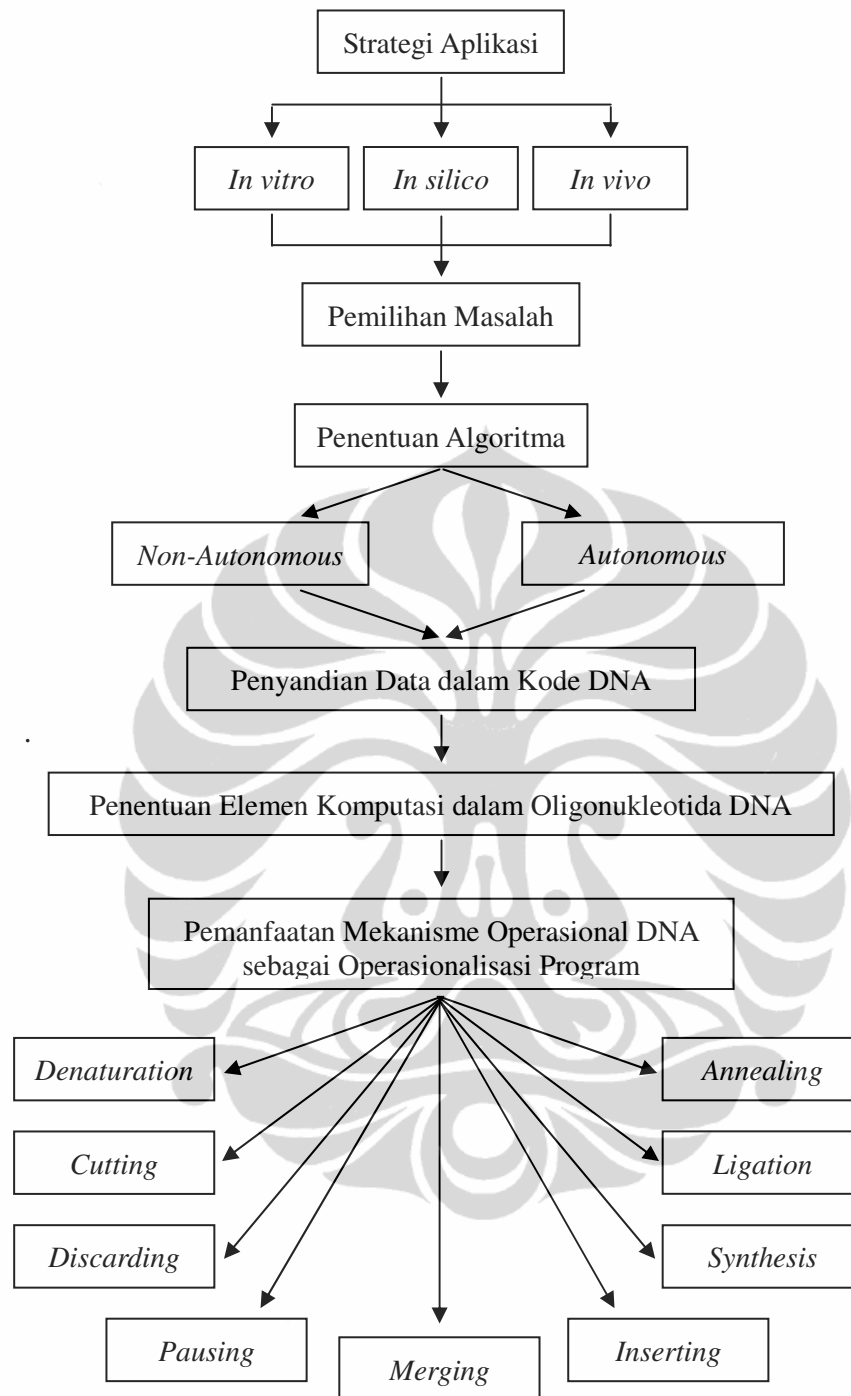 Strategi Aplikasi
In vitro
In silico
In vivo
Pemilihan Masalah
Penentuan Algoritma
Non-Autonomous
Autonomous
Penyandian Data dalam Kode DNA
Penentuan Elemen Komputasi dalam Oligonukleotida DNA
Pemanfaatan Mekanisme Operasional DNA
sebagai Operasionalisasi Program
Denaturation
Annealing
Cutting
Ligation
Discarding
Synthesis
Pausing
Merging
Inserting